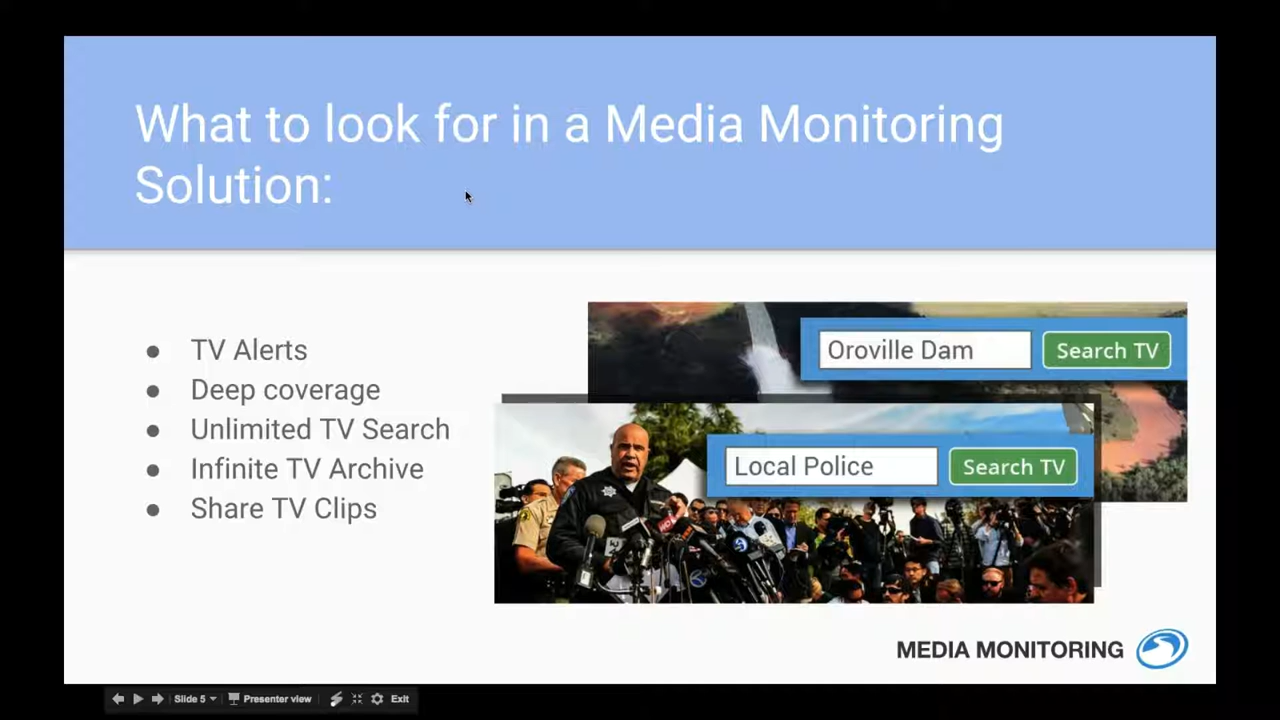 What to look for in a Media Monitoring
Solution:
TV Alerts
Deep coverage
Unlimited TV Search
Infinite TV Archive
Share TV Clips
Oroville Dam
Search TV
Local Police
Search TV
MEDIA MONITORING
Slide 5
Presenter view
Exit